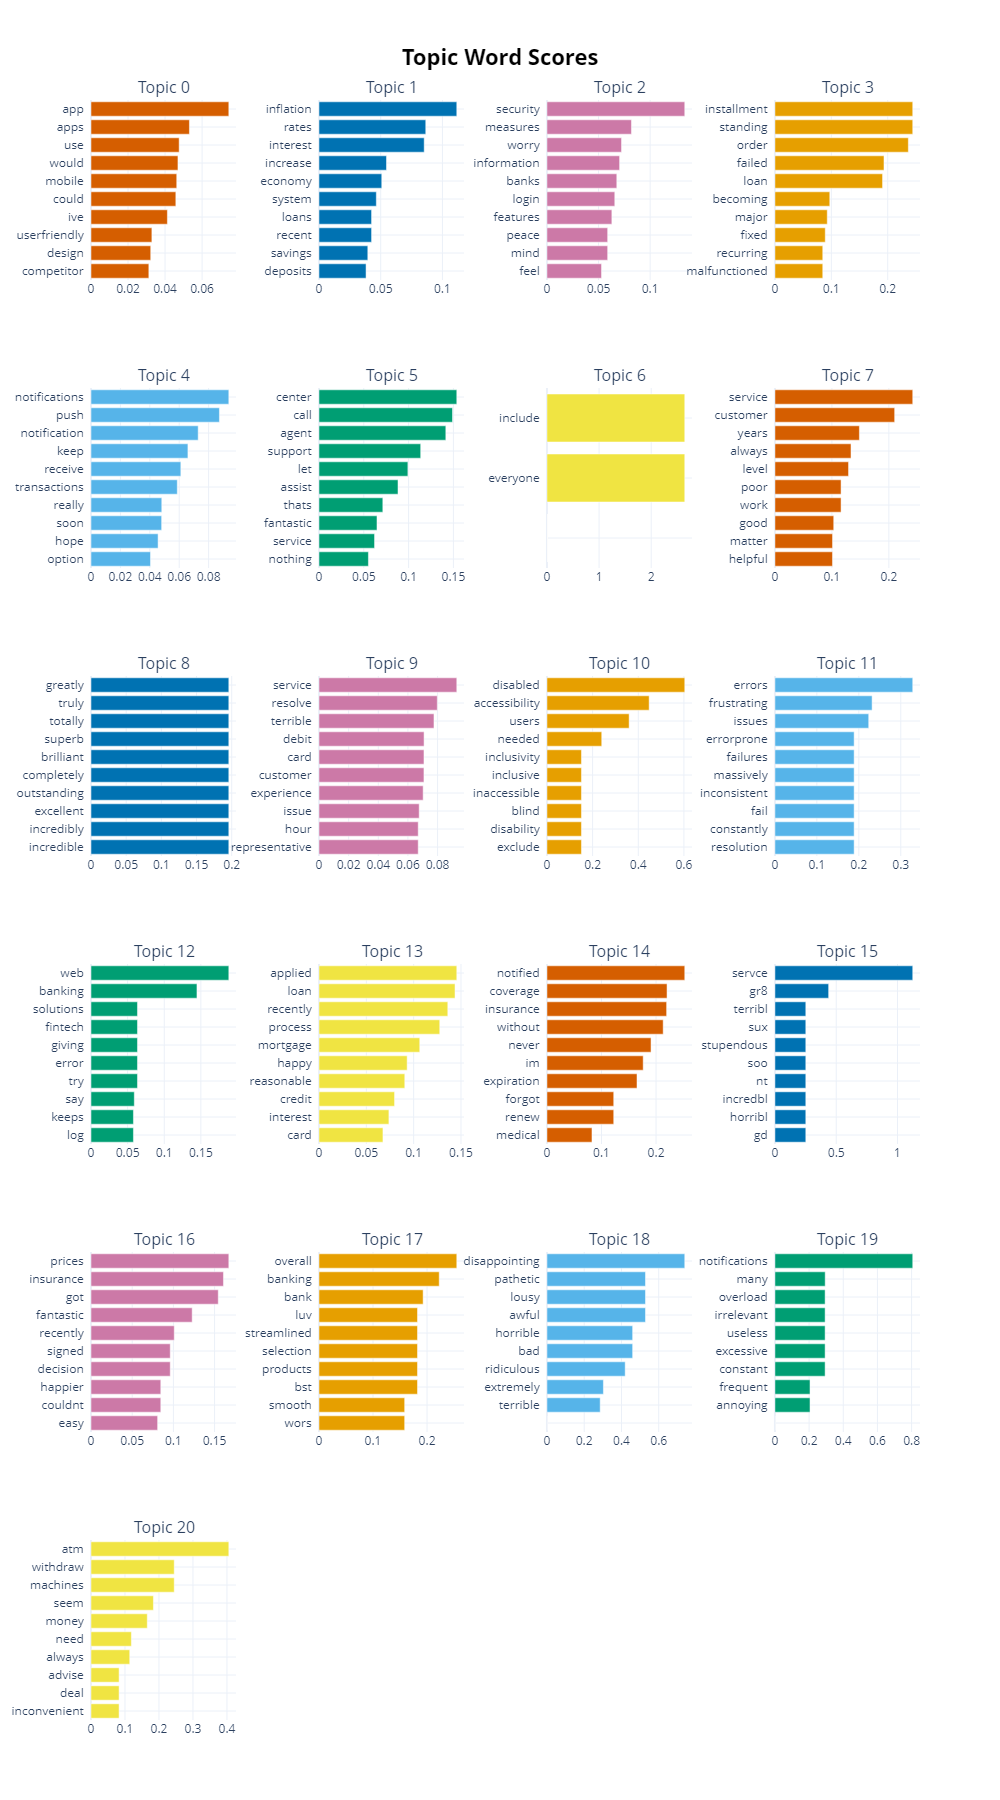 Topic Word Scores
Topic 0
app
apps
use
would
mobile
could
ive
userfriendly
design
competitor
0 0.02 0.04 0.06
Topic 1
inflation
rates
interest
increase
economy
system
loans
recent
savings
deposits
0 0.05 0.1
Topic 2
security
measures
worry
information
banks
login
features
peace
mind
feel
0 0.05 0.1
Topic 3
installment
standing
order
failed
loan
becoming
major
fixed
recurring
malfunctioned
0 0.1 0.2
Topic 4
notifications
push
notification
keep
receive
transactions
really
soon
hope
option
0 0.02 0.04 0.06 0.08
Topic 5
center
call
agent
support
let
assist
thats
fantastic
service
nothing
0 0.05 0.1 0.15
Topic 6
include
everyone
0 1 2
Topic 7
service
customer
years
always
level
poor
work
good
matter
helpful
0 0.1 0.2
Topic 8
greatly
truly
totally
superb
brilliant
completely
outstanding
excellent
incredibly
incredible
0 0.05 0.1 0.15 0.2
Topic 9
service
resolve
terrible
debit
card
customer
experience
issue
hour
representative
0 0.02 0.04 0.06 0.08
Topic 10
disabled
accessibility
users
needed
inclusivity
inclusive
inaccessible
blind
disability
exclude
0 0.2 0.4 0.6
Topic 11
errors
frustrating
issues
errorprone
failures
massively
inconsistent
fail
constantly
resolution
0 0.1 0.2 0.3
Topic 12
web
banking
solutions
fintech
giving
error
try
say
keeps
log
0 0.05 0.1 0.15
Topic 13
applied
loan
recently
process
mortgage
happy
reasonable
credit
interest
card
0 0.05 0.1 0.15
Topic 14
notified
coverage
insurance
without
never
im
expiration
forgot
renew
medical
0 0.1 0.2
Topic 15
servce
gr8
terribl
sux
stupendous
soo
nt
incredbl
horribl
gd
0 0.5 1
Topic 16
prices
insurance
got
fantastic
recently
signed
decision
happier
couldnt
easy
0 0.05 0.1 0.15
Topic 17
overall
banking
bank
luv
streamlined
selection
products
bst
smooth
wors
0 0.1 0.2
Topic 18
disappointing
pathetic
lousy
awful
horrible
bad
ridiculous
extremely
terrible
0 0.2 0.4 0.6
Topic 19
notifications
many
overload
irrelevant
useless
excessive
constant
frequent
annoying
0 0.2 0.4 0.6 0.8
Topic 20
atm
withdraw
machines
seem
money
need
always
advise
deal
inconvenient
0 0.1 0.2 0.3 0.4